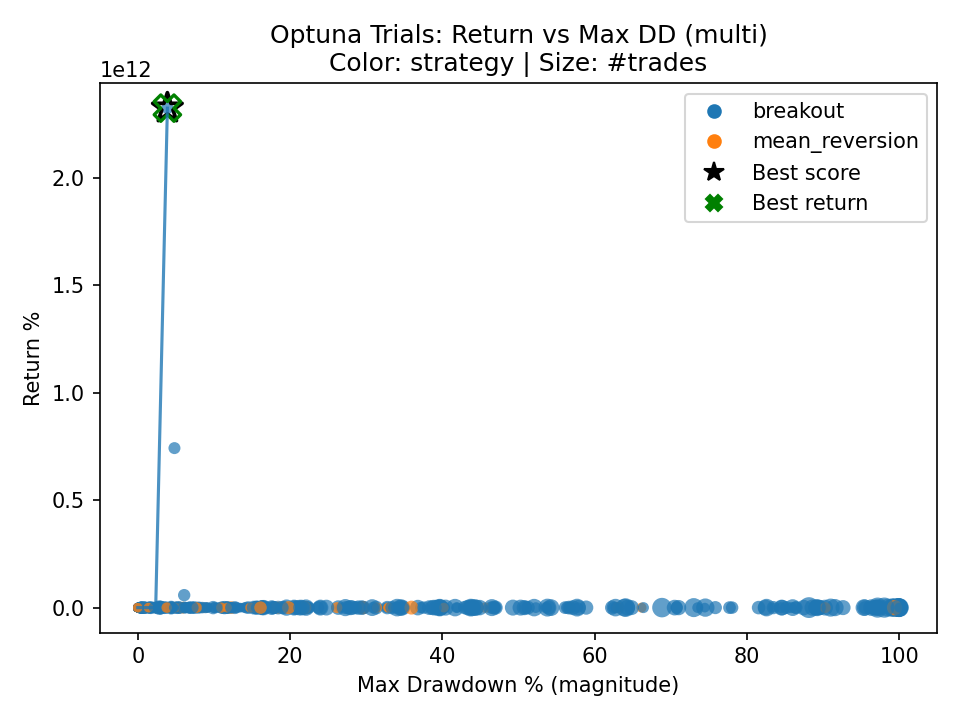 Optuna Trials: Return vs Max DD (multi)
Color: strategy | Size: #trades
1e12
breakout
mean_reversion
Best score
Best return
2.0
1.5
1.0
0.5
0.0
Return %
0 20 40 60 80 100
Max Drawdown % (magnitude)